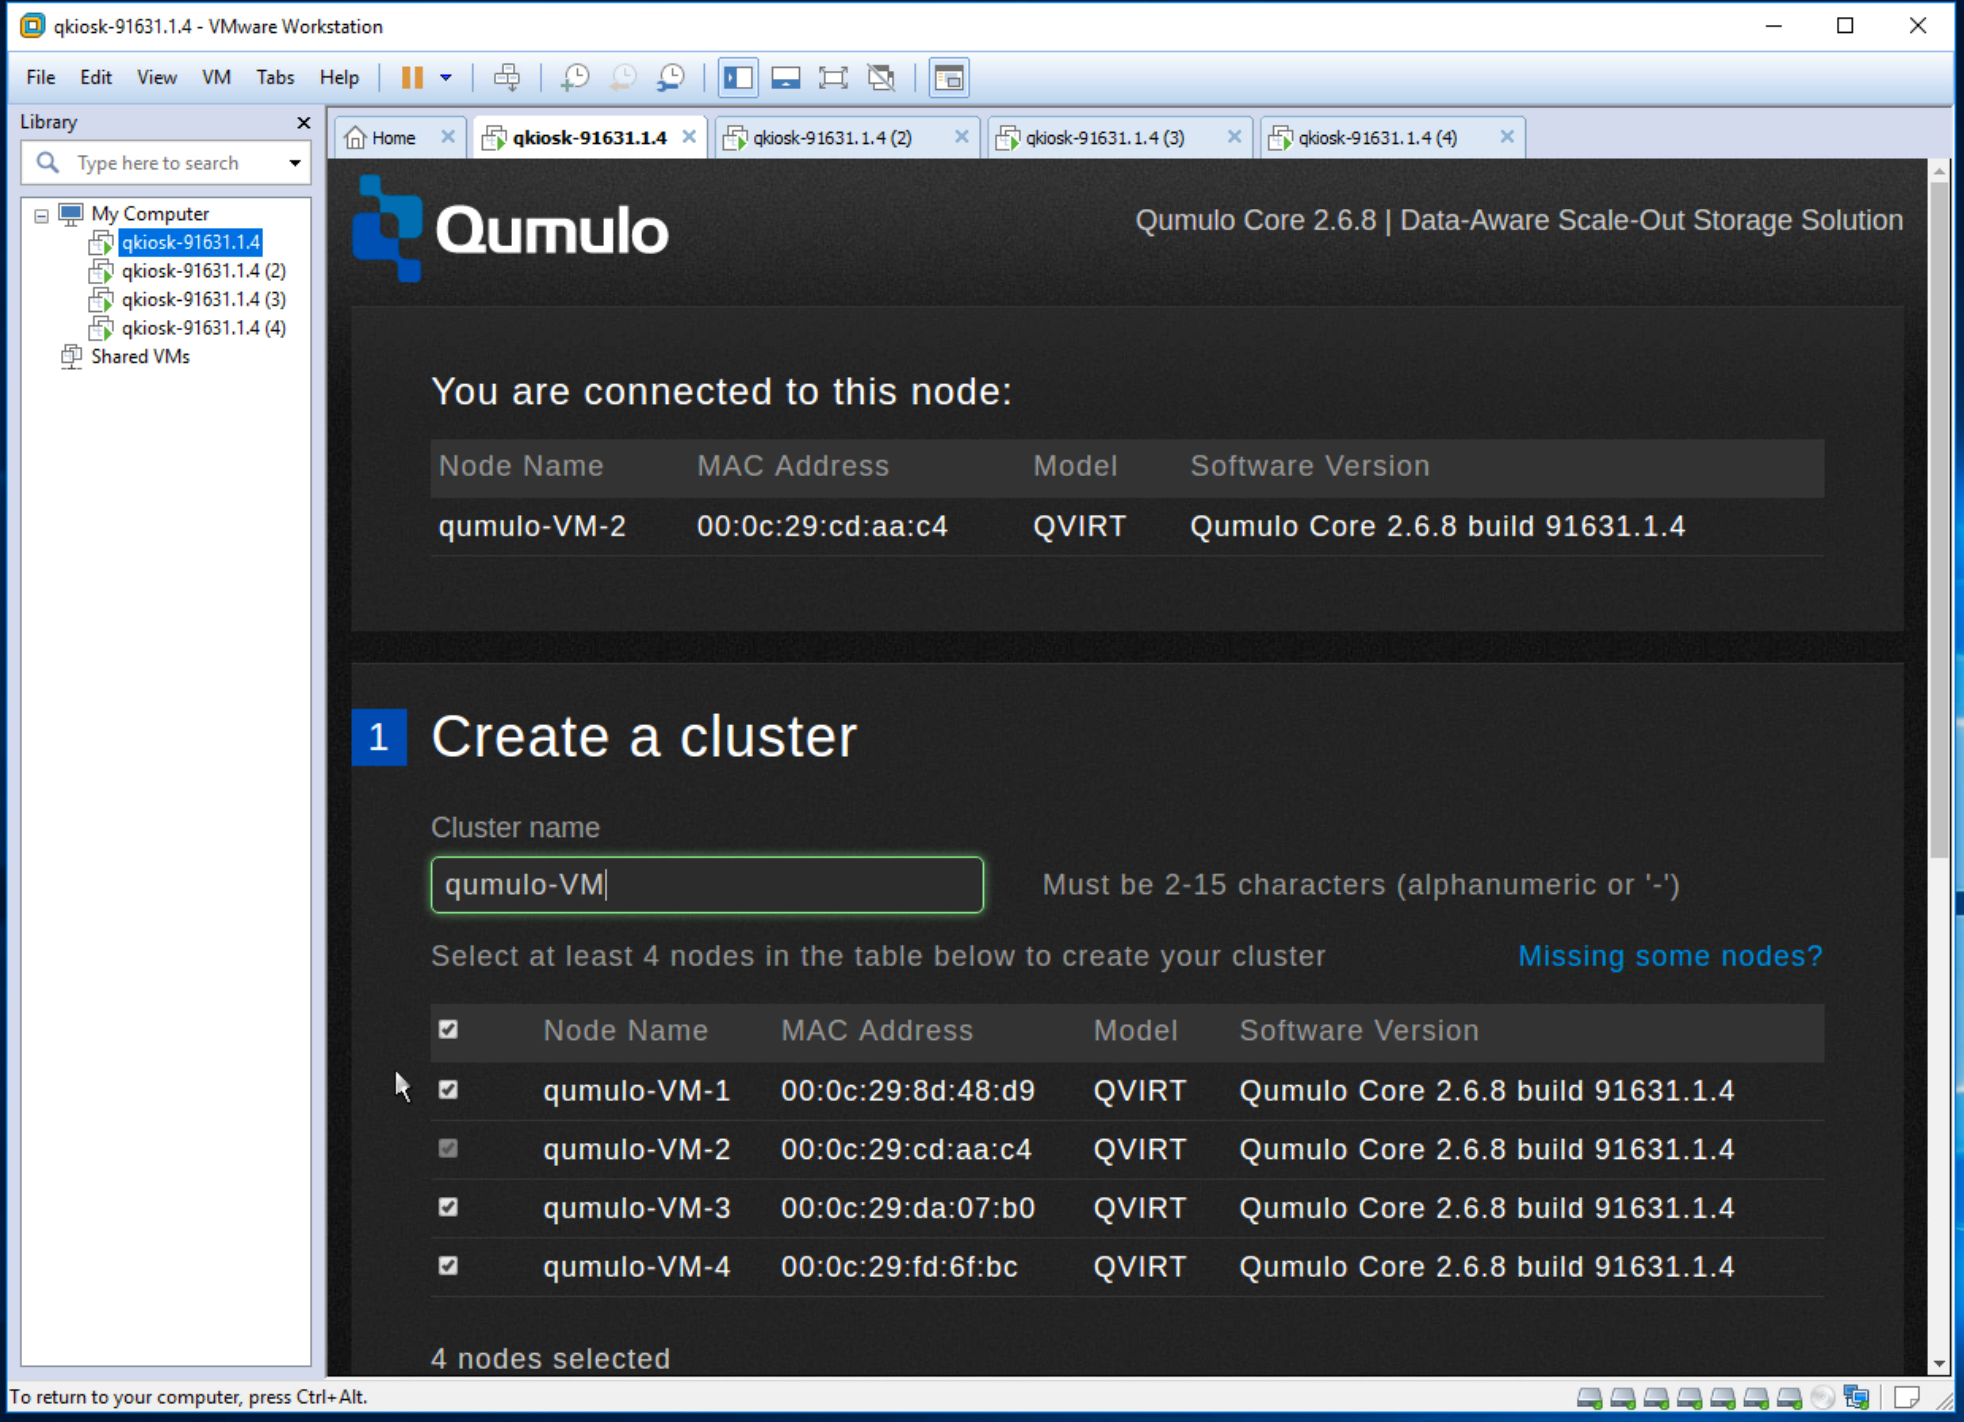 qkiosk-91631.1.4 - VMware Workstation
File Edit View VM Tabs Help
Library
Type here to search
My Computer
qkiosk-91631.1.4
qkiosk-91631.1.4 (2)
qkiosk-91631.1.4 (3)
qkiosk-91631.1.4 (4)
Shared VMs
Home qkiosk-91631.1.4 qkiosk-91631.1.4 (2) qkiosk-91631.1.4 (3) qkiosk-91631.1.4 (4)
Qumulo
Qumulo Core 2.6.8 | Data-Aware Scale-Out Storage Solution
You are connected to this node:
Node Name MAC Address Model Software Version
qumulo-VM-2 00:0c:29:cd:aa:c4 QVIRT Qumulo Core 2.6.8 build 91631.1.4
1 Create a cluster
Cluster name
qumulo-VM Must be 2-15 characters (alphanumeric or '-')
Select at least 4 nodes in the table below to create your cluster Missing some nodes?
Node Name MAC Address Model Software Version
qumulo-VM-1 00:0c:29:8d:48:d9 QVIRT Qumulo Core 2.6.8 build 91631.1.4
qumulo-VM-2 00:0c:29:cd:aa:c4 QVIRT Qumulo Core 2.6.8 build 91631.1.4
qumulo-VM-3 00:0c:29:da:07:b0 QVIRT Qumulo Core 2.6.8 build 91631.1.4
qumulo-VM-4 00:0c:29:fd:6f:bc QVIRT Qumulo Core 2.6.8 build 91631.1.4
4 nodes selected
To return to your computer, press Ctrl+Alt.